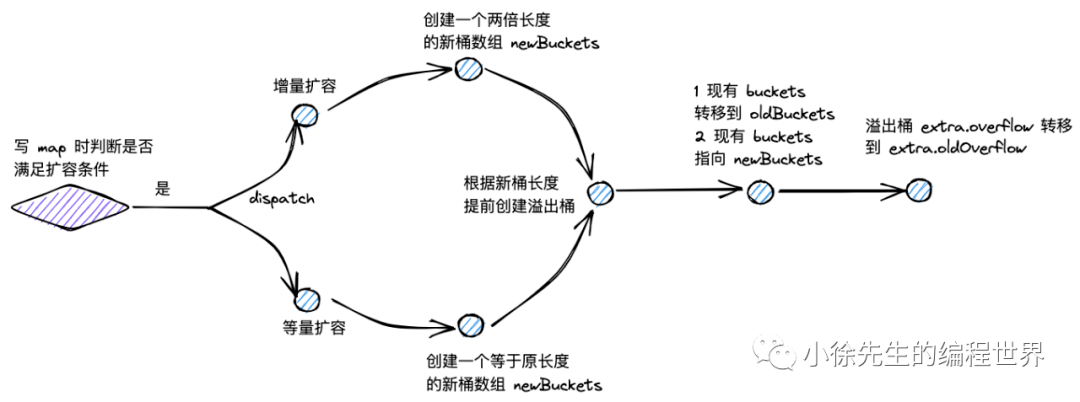 写 map 时判断是否
满足扩容条件
是
dispatch
增量扩容
创建一个两倍长度
的新桶数组 newBuckets
等量扩容
创建一个等于原长度
的新桶数组 newBuckets
根据新桶长度
提前创建溢出桶
1 现有 buckets
转移到 oldBuckets
2 现有 buckets
指向 newBuckets
溢出桶 extra.overflow 转移
到 extra.oldOverflow
小徐先生的编程世界